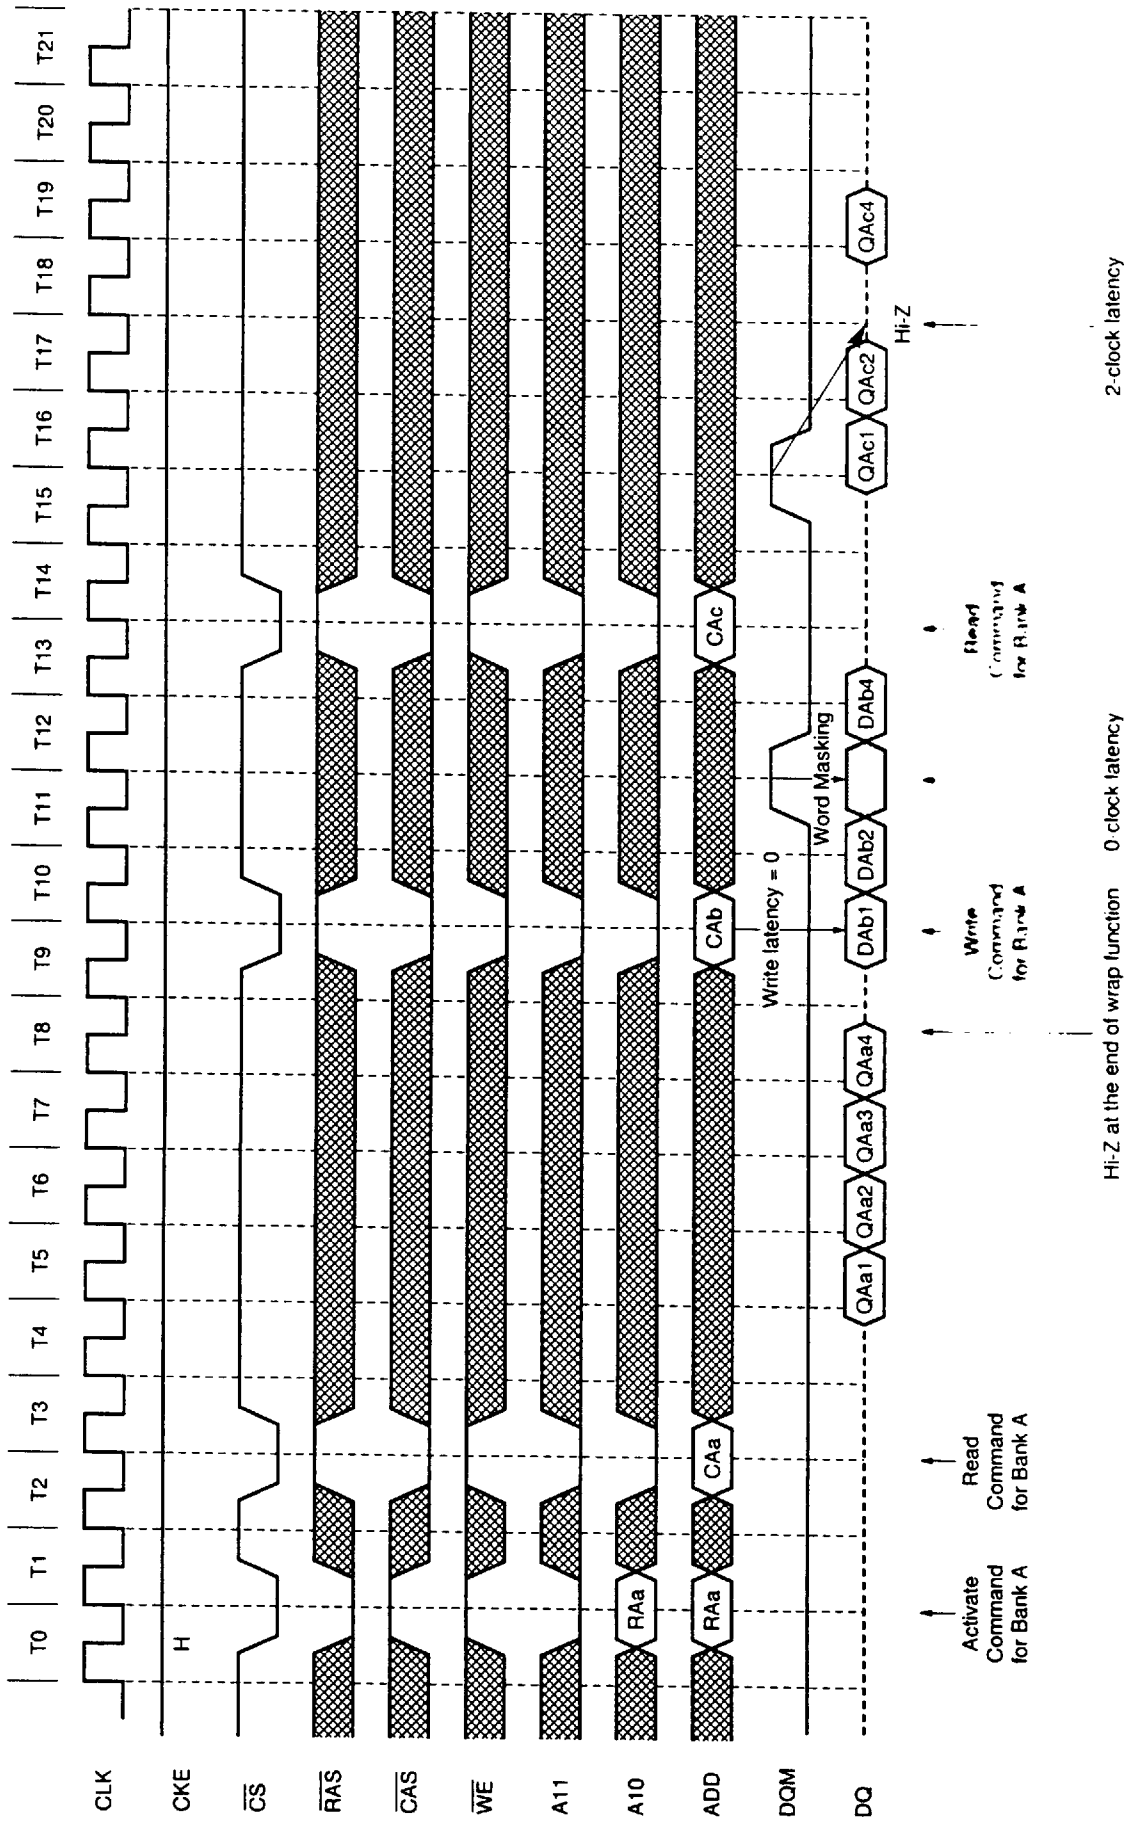 T0 T1 T2 T3 T4 T5 T6 T7 T8 T9 T10 T11 T12 T13 T14 T15 T16 T17 T18 T19 T20 T21
CLK
CKE
H
CS
RAS
CAS
WE
A11
A10
RAa
ADD
RAa CAa CAb CAc
Write latency = 0
DQM
Word Masking
DQ
QAa1 QAa2 QAa3 QAa4 DAb1 DAb2 DAb4 QAc1 QAc2 QAc4
Hi-Z
Activate
Command
for Bank A
Read
Command
for Bank A
Write
Command
for Bank A
Read
Command
for Bank A
Hi-Z at the end of wrap function
0-clock latency
2-clock latency